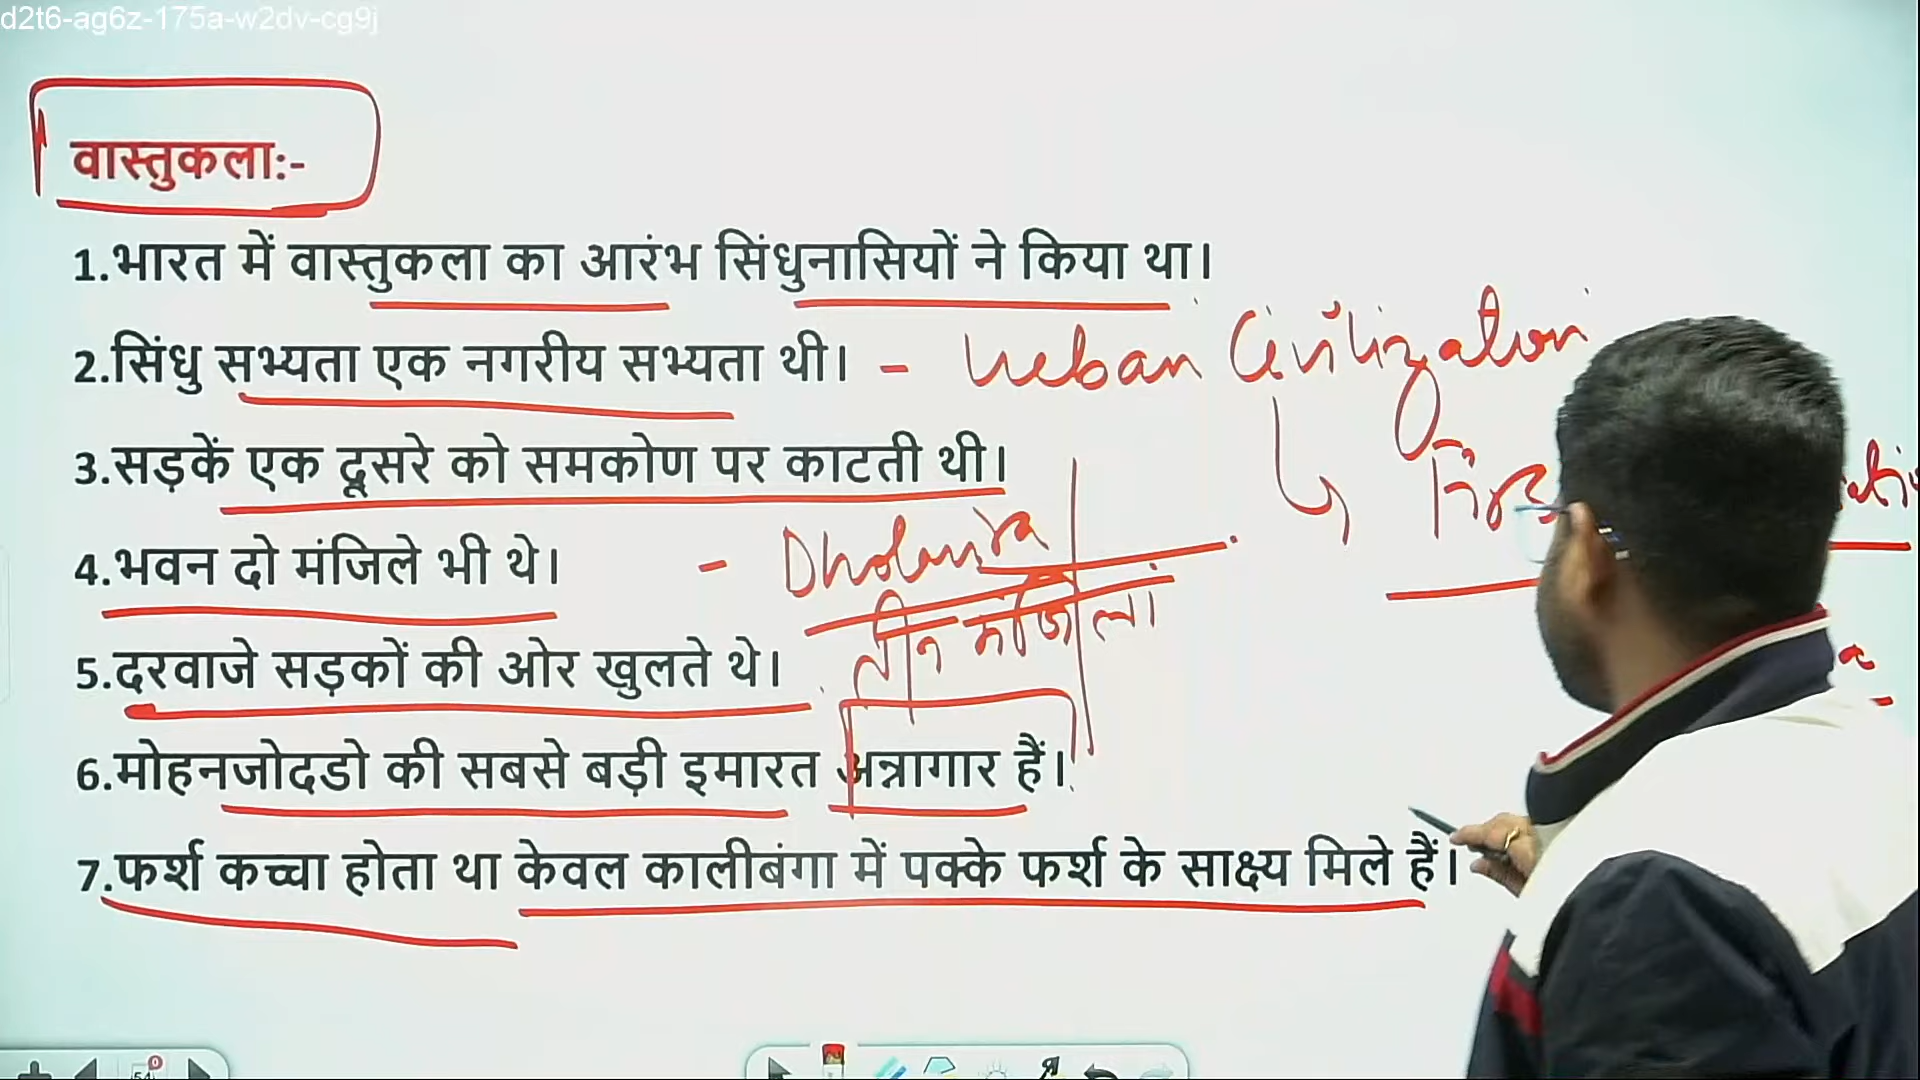 d2t6-ag6z-175a-w2dv-cg9j
वास्तुकला:-
1.भारत में वास्तुकला का आरंभ सिंधुनासियों ने किया था।
2.सिंधु सभ्यता एक नगरीय सभ्यता थी। - Urban Civilization
3.सड़कें एक दूसरे को समकोण पर काटती थी।
4.भवन दो मंजिले भी थे। - Dholavira
तीन मंजिला
5.दरवाजे सड़कों की ओर खुलते थे।
6.मोहनजोदडो की सबसे बड़ी इमारत अन्नागार हैं।
7.फर्श कच्चा होता था केवल कालीबंगा में पक्के फर्श के साक्ष्य मिले हैं।